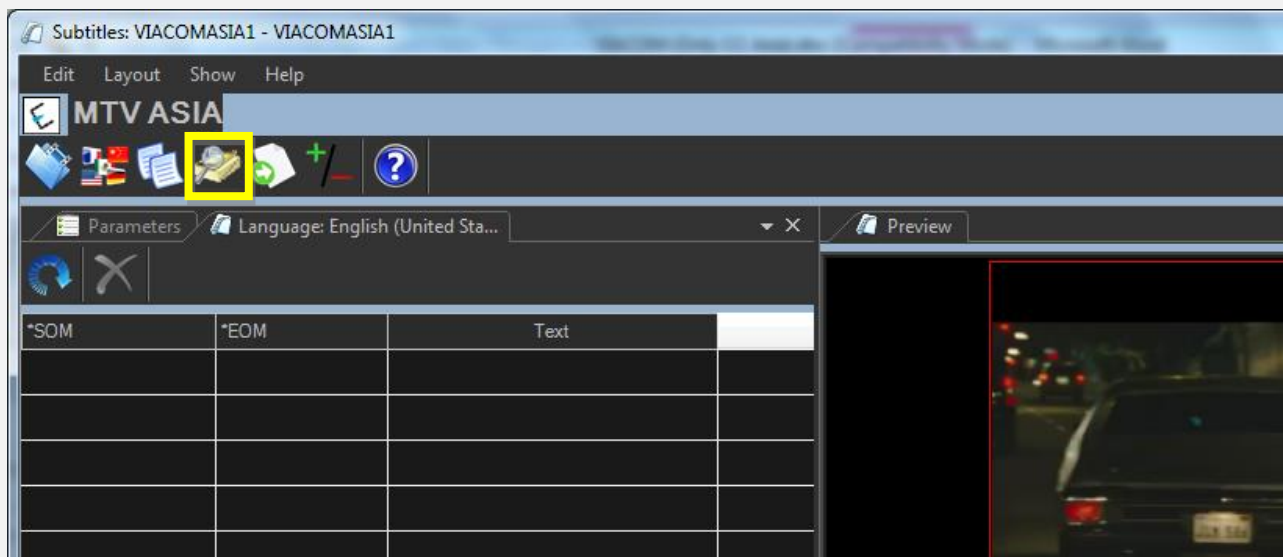 Subtitles: VIACOMASIA1 - VIACOMASIA1
Edit Layout Show Help
MTV ASIA
Parameters Language: English (United Sta...
Preview
*SOM *EOM Text